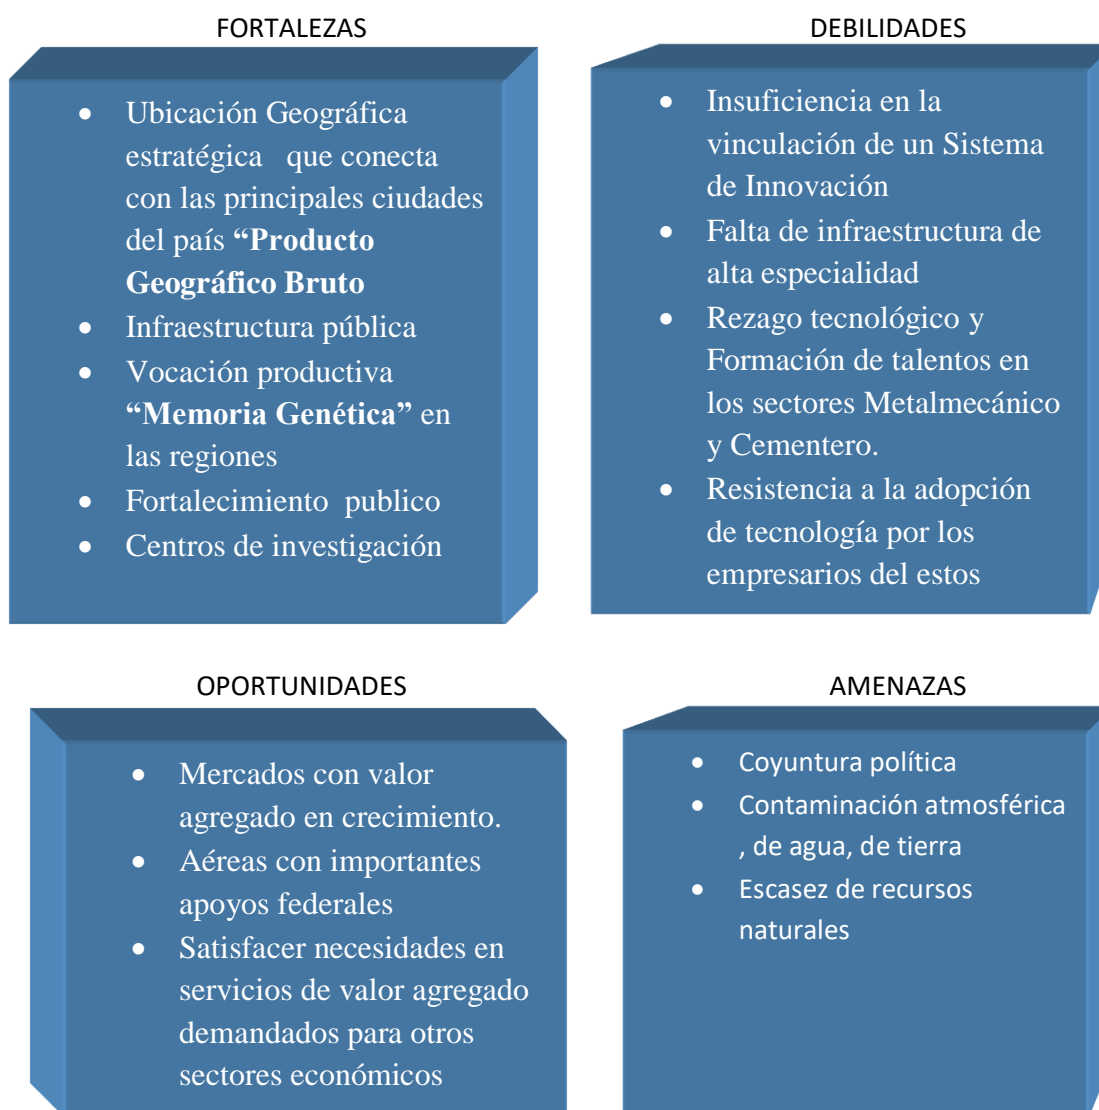 FORTALEZAS
• Ubicación Geográfica
estratégica que conecta
con las principales ciudades
del país “Producto
Geográfico Bruto
• Infraestructura pública
• Vocación productiva
“Memoria Genética” en
las regiones
• Fortalecimiento publico
• Centros de investigación
DEBILIDADES
• Insuficiencia en la
vinculación de un Sistema
de Innovación
• Falta de infraestructura de
alta especialidad
• Rezago tecnológico y
Formación de talentos en
los sectores Metalmecánico
y Cementero.
• Resistencia a la adopción
de tecnología por los
empresarios del estos
OPORTUNIDADES
• Mercados con valor
agregado en crecimiento.
• Aéreas con importantes
apoyos federales
• Satisfacer necesidades en
servicios de valor agregado
demandados para otros
sectores económicos
AMENAZAS
• Coyuntura política
• Contaminación atmosférica
, de agua, de tierra
• Escasez de recursos
naturales